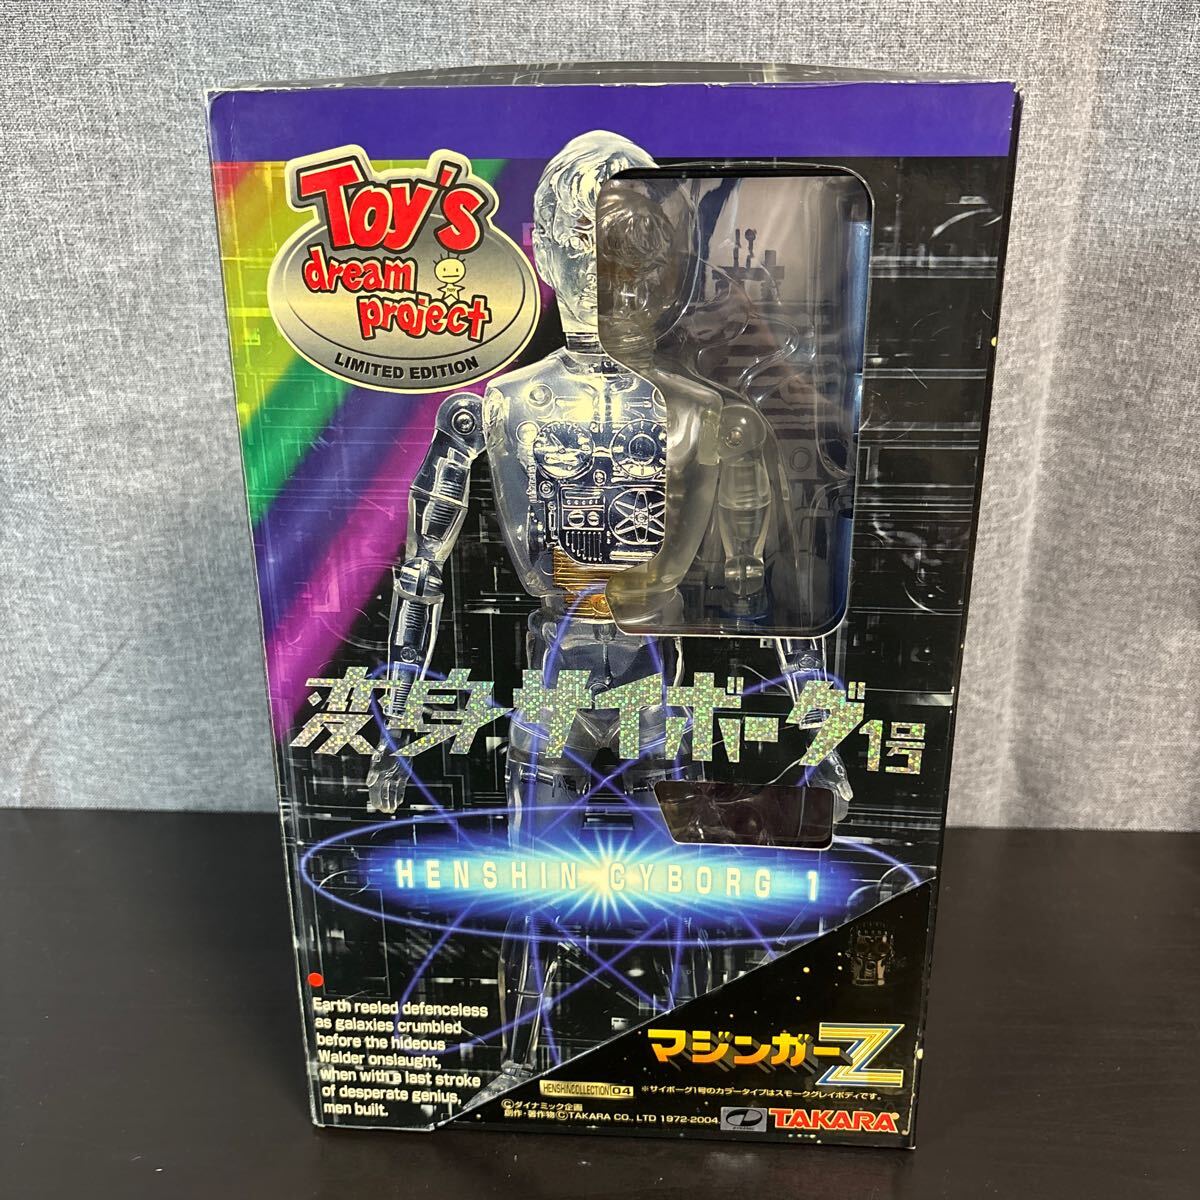 Toy's
dream
project
LIMITED EDITION
変身サイボーグ1号
HENSHIN CYBORG 1
Earth reeled defenceless
as galaxies crumbled
before the hideous
Walder onslaught,
when with a last stroke
of desperate genius,
men built.
マジンガーZ
HENSHINCOLLECTION 04
※サイボーグ1号のカラータイプはスモークグレイボディです。
©ダイナミック企画
創作・著作物©TAKARA CO., LTD 1972-2004
TAKARA